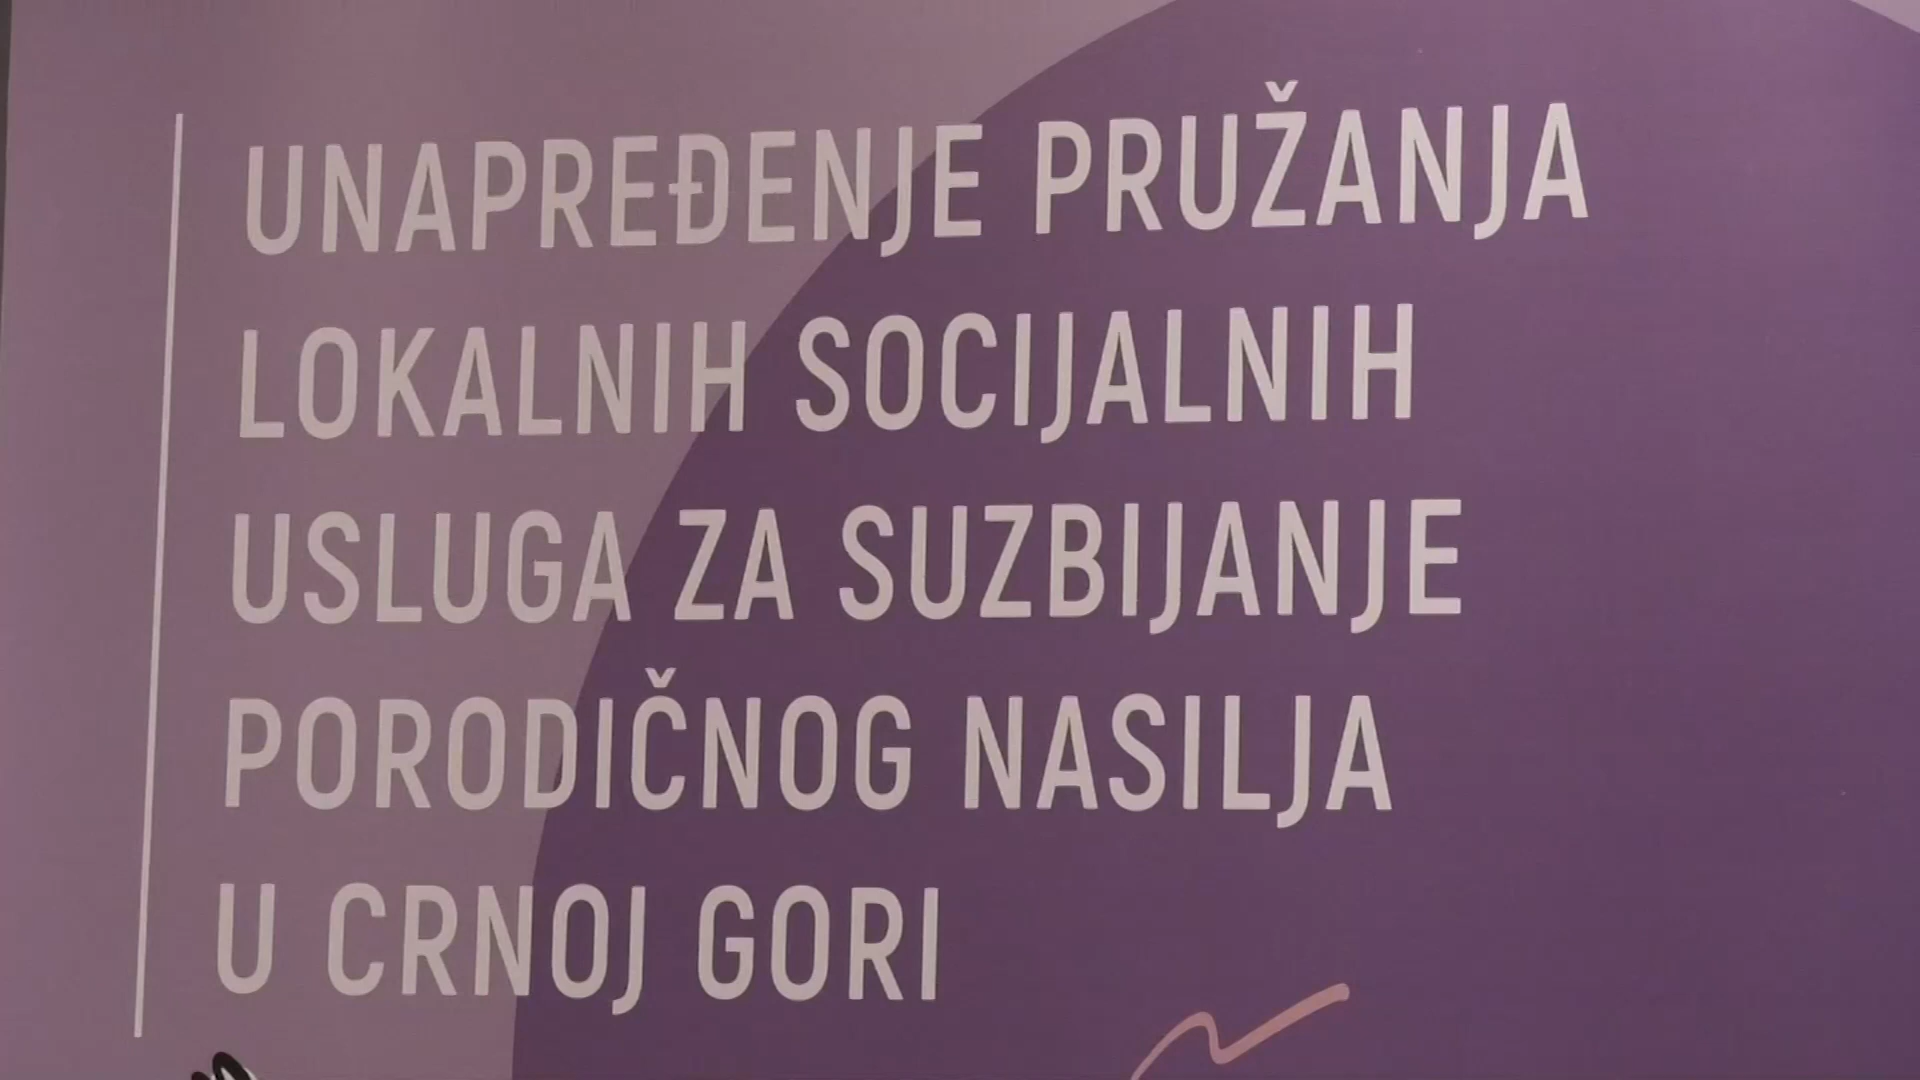 UNAPREĐENJE PRUŽANJA
LOKALNIH SOCIJALNIH
USLUGA ZA SUZBIJANJE
PORODIČNOG NASILJA
U CRNOJ GORI